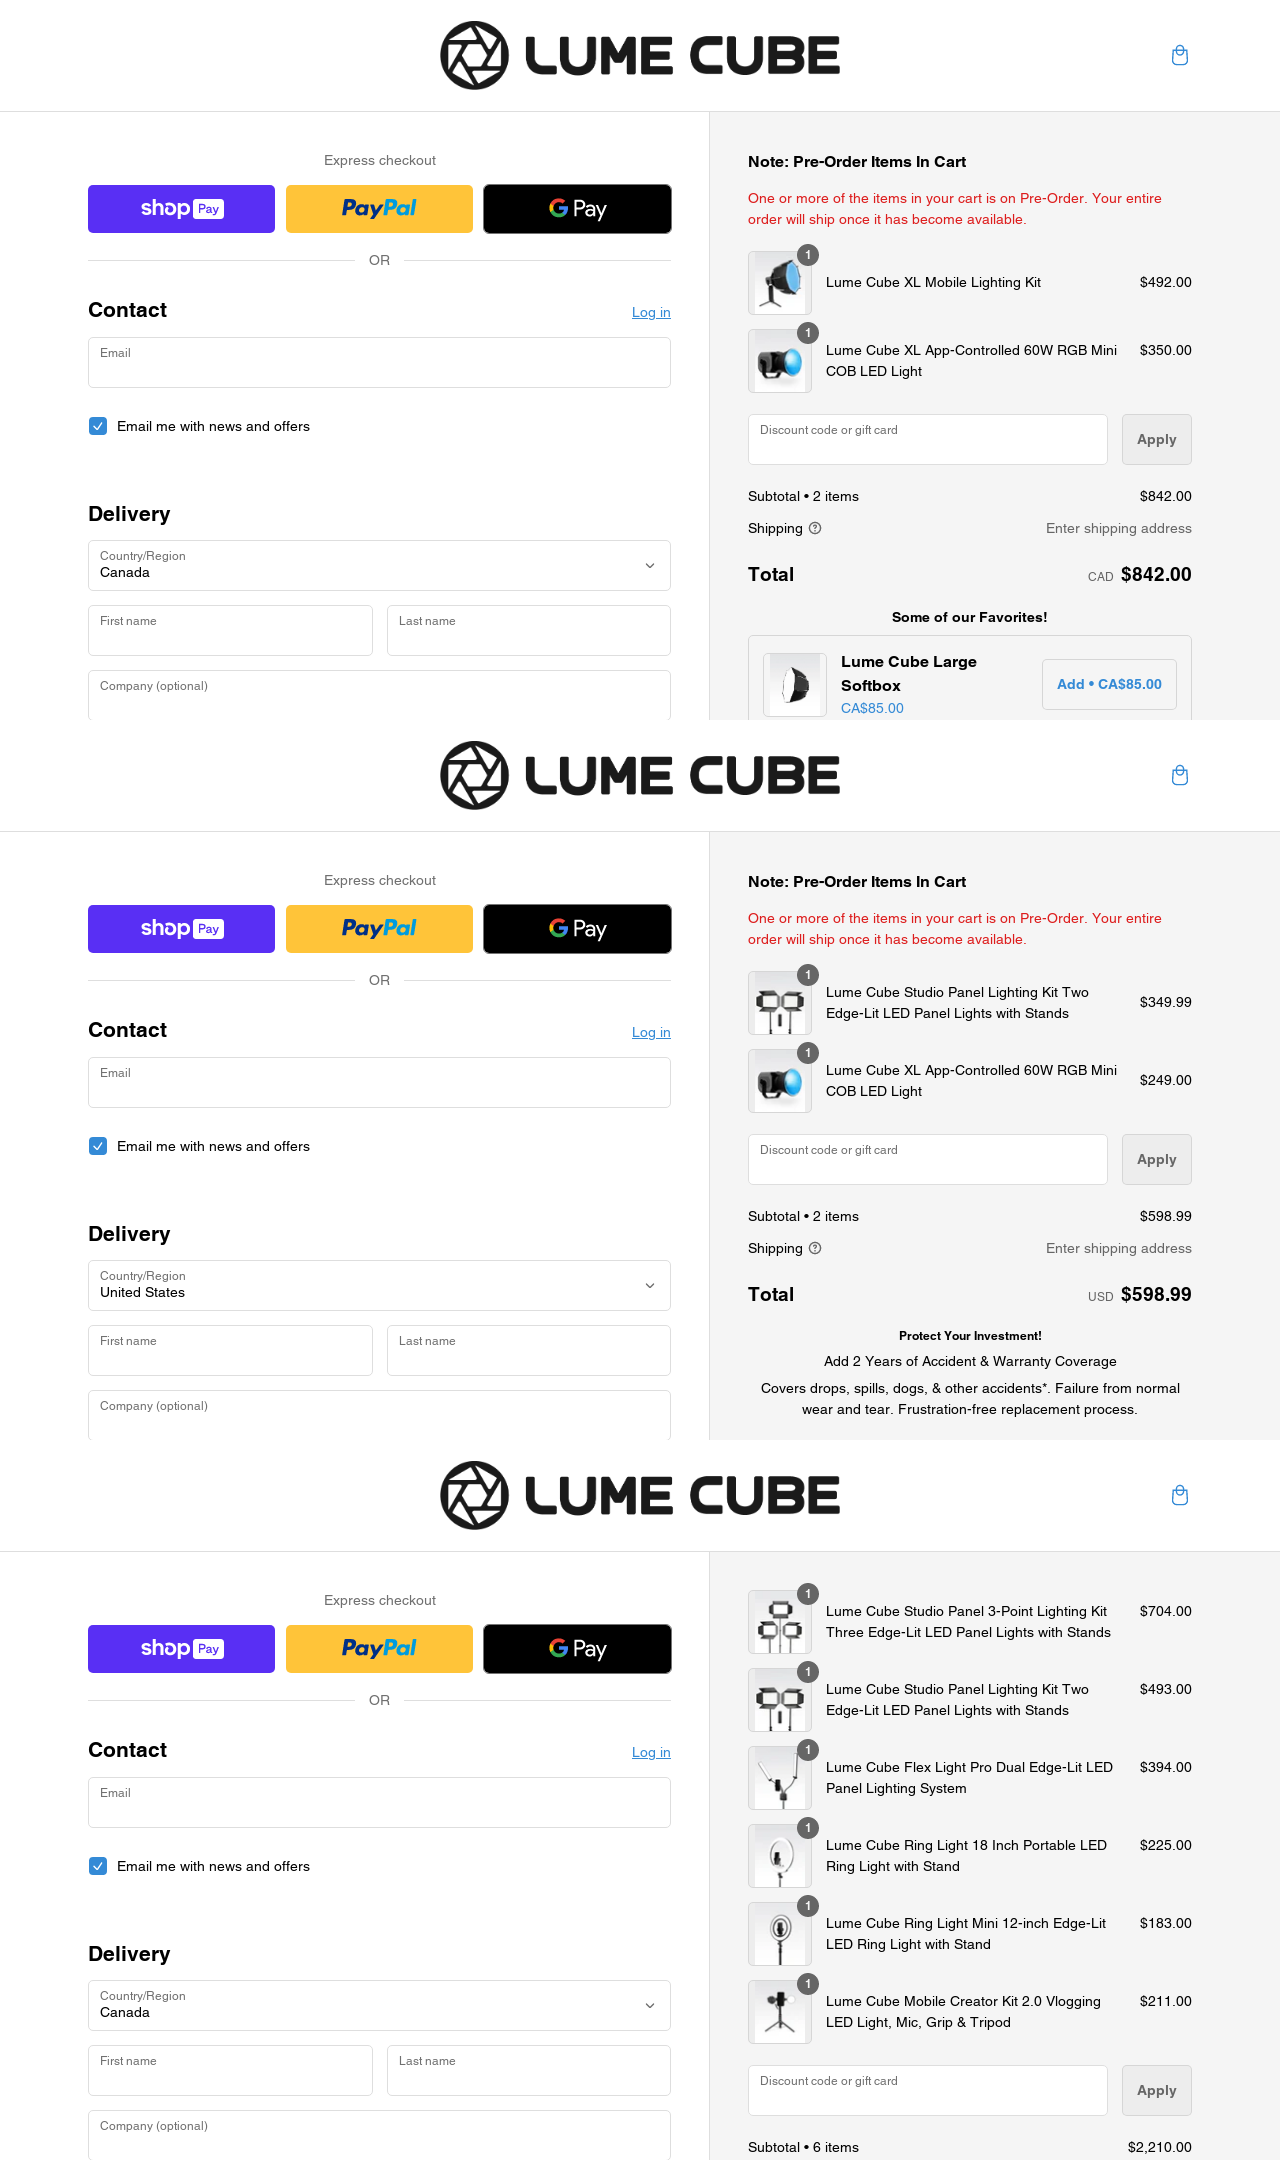 LUME CUBE
Express checkout
shop Pay
PayPal
G Pay
OR
Contact
Log in
Email
Email me with news and offers
Delivery
Country/Region
Canada
First name
Last name
Company (optional)
Note: Pre-Order Items In Cart
One or more of the items in your cart is on Pre-Order. Your entire
order will ship once it has become available.
1
Lume Cube XL Mobile Lighting Kit
$492.00
1
Lume Cube XL App-Controlled 60W RGB Mini
COB LED Light
$350.00
Discount code or gift card
Apply
Subtotal • 2 items
$842.00
Shipping
Enter shipping address
Total
CAD $842.00
Some of our Favorites!
Lume Cube Large
Softbox
CA$85.00
Add • CA$85.00
LUME CUBE
Express checkout
shop Pay
PayPal
G Pay
OR
Contact
Log in
Email
Email me with news and offers
Delivery
Country/Region
United States
First name
Last name
Company (optional)
Note: Pre-Order Items In Cart
One or more of the items in your cart is on Pre-Order. Your entire
order will ship once it has become available.
1
Lume Cube Studio Panel Lighting Kit Two
Edge-Lit LED Panel Lights with Stands
$349.99
1
Lume Cube XL App-Controlled 60W RGB Mini
COB LED Light
$249.00
Discount code or gift card
Apply
Subtotal • 2 items
$598.99
Shipping
Enter shipping address
Total
USD $598.99
Protect Your Investment!
Add 2 Years of Accident & Warranty Coverage
Covers drops, spills, dogs, & other accidents*. Failure from normal
wear and tear. Frustration-free replacement process.
LUME CUBE
Express checkout
shop Pay
PayPal
G Pay
OR
Contact
Log in
Email
Email me with news and offers
Delivery
Country/Region
Canada
First name
Last name
Company (optional)
1
Lume Cube Studio Panel 3-Point Lighting Kit
Three Edge-Lit LED Panel Lights with Stands
$704.00
1
Lume Cube Studio Panel Lighting Kit Two
Edge-Lit LED Panel Lights with Stands
$493.00
1
Lume Cube Flex Light Pro Dual Edge-Lit LED
Panel Lighting System
$394.00
1
Lume Cube Ring Light 18 Inch Portable LED
Ring Light with Stand
$225.00
1
Lume Cube Ring Light Mini 12-inch Edge-Lit
LED Ring Light with Stand
$183.00
1
Lume Cube Mobile Creator Kit 2.0 Vlogging
LED Light, Mic, Grip & Tripod
$211.00
Discount code or gift card
Apply
Subtotal • 6 items
$2,210.00